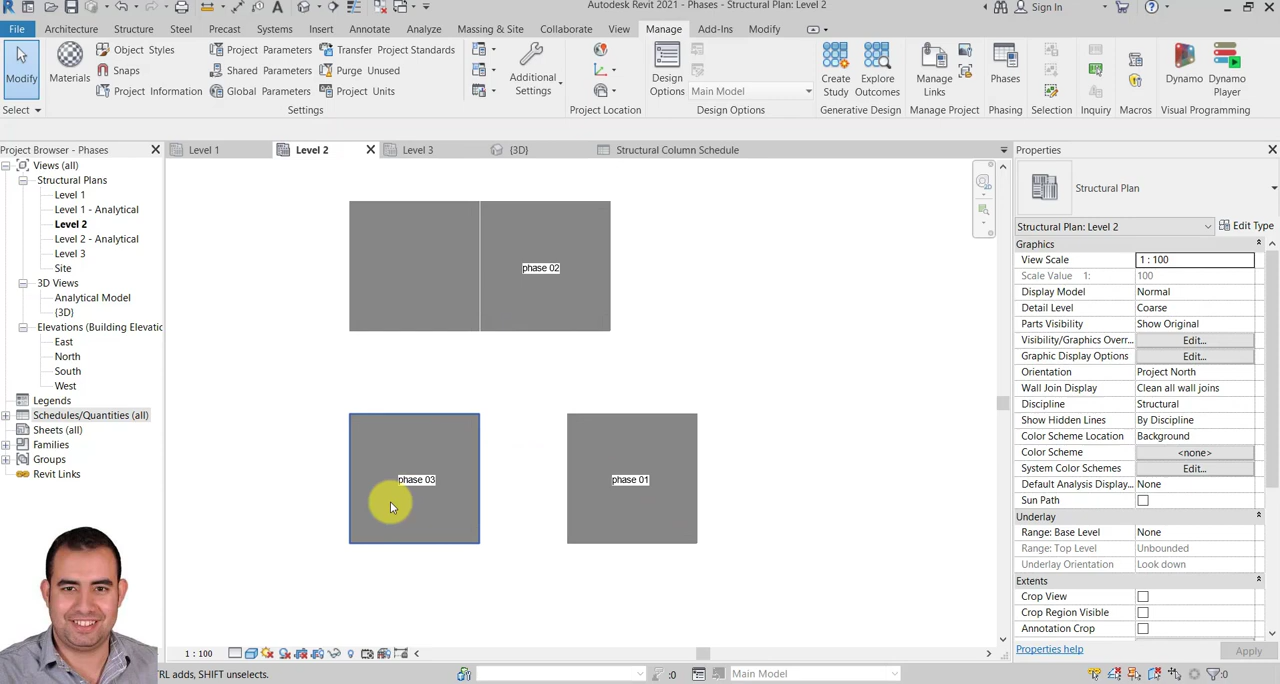 Autodesk Revit 2021 - Phases - Structural Plan: Level 2
Sign In
File Architecture Structure Steel Precast Systems Insert Annotate Analyze Massing & Site Collaborate View Manage Add-Ins Modify
Modify
Select
Materials
Object Styles
Snaps
Project Information
Project Parameters
Shared Parameters
Global Parameters
Transfer Project Standards
Purge Unused
Project Units
Settings
Additional
Settings
Project Location
Design
Options
Main Model
Design Options
Create
Study
Explore
Outcomes
Generative Design
Manage
Links
Manage Project
Phases
Phasing
Selection
Inquiry
Macros
Dynamo
Dynamo
Player
Visual Programming
Project Browser - Phases
Views (all)
Structural Plans
Level 1
Level 1 - Analytical
Level 2
Level 2 - Analytical
Level 3
Site
3D Views
Analytical Model
{3D}
Elevations (Building Elevatio
East
North
South
West
Legends
Schedules/Quantities (all)
Sheets (all)
Families
Groups
Revit Links
Level 1
Level 2
Level 3
{3D}
Structural Column Schedule
phase 02
phase 03
phase 01
Properties
Structural Plan
Structural Plan: Level 2
Edit Type
Graphics
View Scale 1 : 100
Scale Value 1: 100
Display Model Normal
Detail Level Coarse
Parts Visibility Show Original
Visibility/Graphics Overr... Edit...
Graphic Display Options Edit...
Orientation Project North
Wall Join Display Clean all wall joins
Discipline Structural
Show Hidden Lines By Discipline
Color Scheme Location Background
Color Scheme <none>
System Color Schemes Edit...
Default Analysis Display... None
Sun Path
Underlay
Range: Base Level None
Range: Top Level Unbounded
Underlay Orientation Look down
Extents
Crop View
Crop Region Visible
Annotation Crop
Properties help
Apply
1 : 100
TRL adds, SHIFT unselects.
:0
Main Model
:0